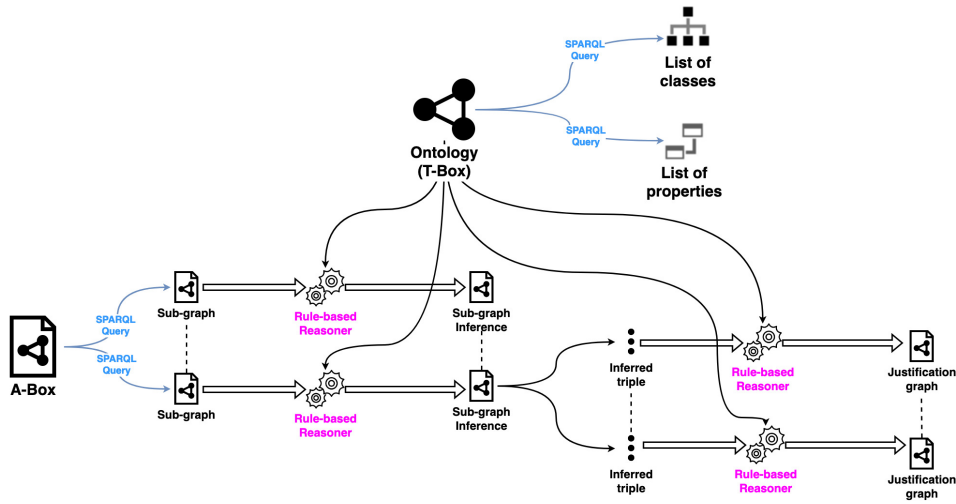 SPARQL
Query
List of
classes
SPARQL
Query
List of
properties
Ontology
(T-Box)
A-Box
SPARQL
Query
SPARQL
Query
Sub-graph
Rule-based
Reasoner
Sub-graph
Inference
Sub-graph
Rule-based
Reasoner
Sub-graph
Inference
Inferred
triple
Rule-based
Reasoner
Justification
graph
Inferred
triple
Rule-based
Reasoner
Justification
graph